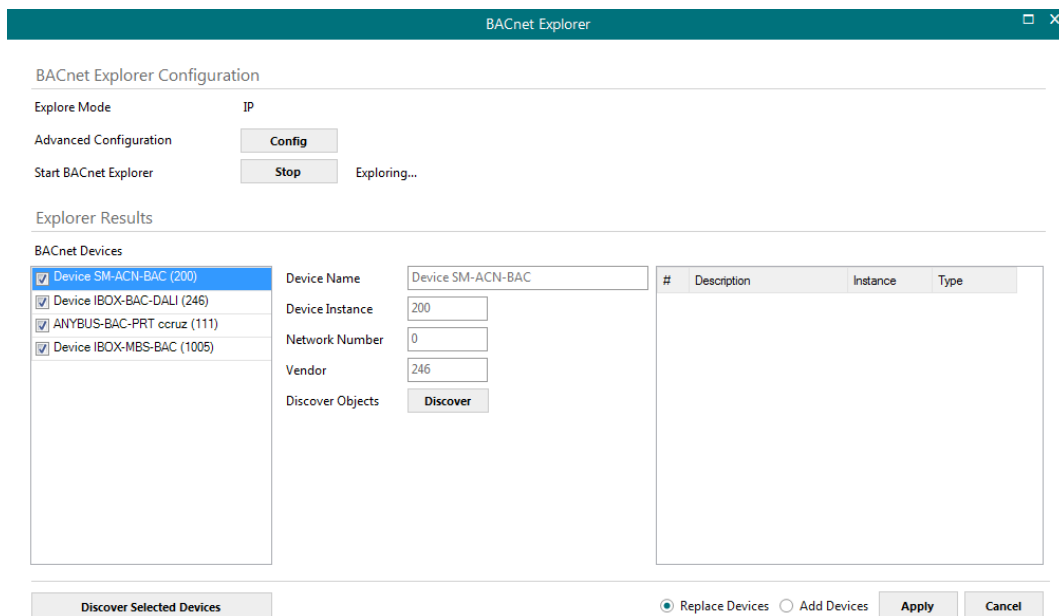 BACnet Explorer
BACnet Explorer Configuration
Explore Mode IP
Advanced Configuration Config
Start BACnet Explorer Stop Exploring...
Explorer Results
BACnet Devices
Device SM-ACN-BAC (200)
Device IBOX-BAC-DALI (246)
ANYBUS-BAC-PRT ccruz (111)
Device IBOX-MBS-BAC (1005)
Device Name Device SM-ACN-BAC
Device Instance 200
Network Number 0
Vendor 246
Discover Objects Discover
# Description Instance Type
Discover Selected Devices
Replace Devices Add Devices Apply Cancel